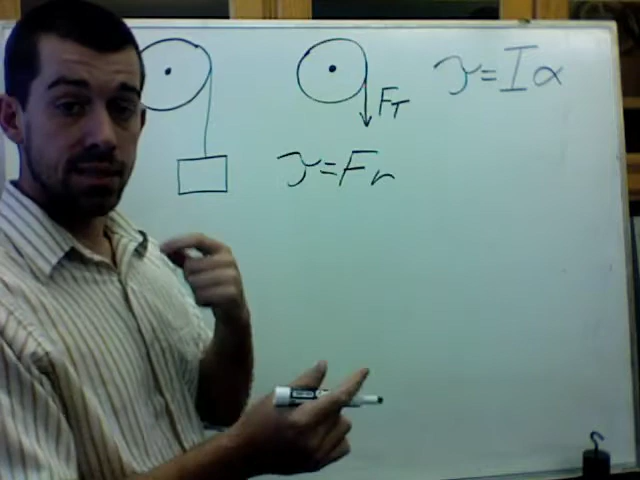 τ = Iα
F_T
τ = Fr